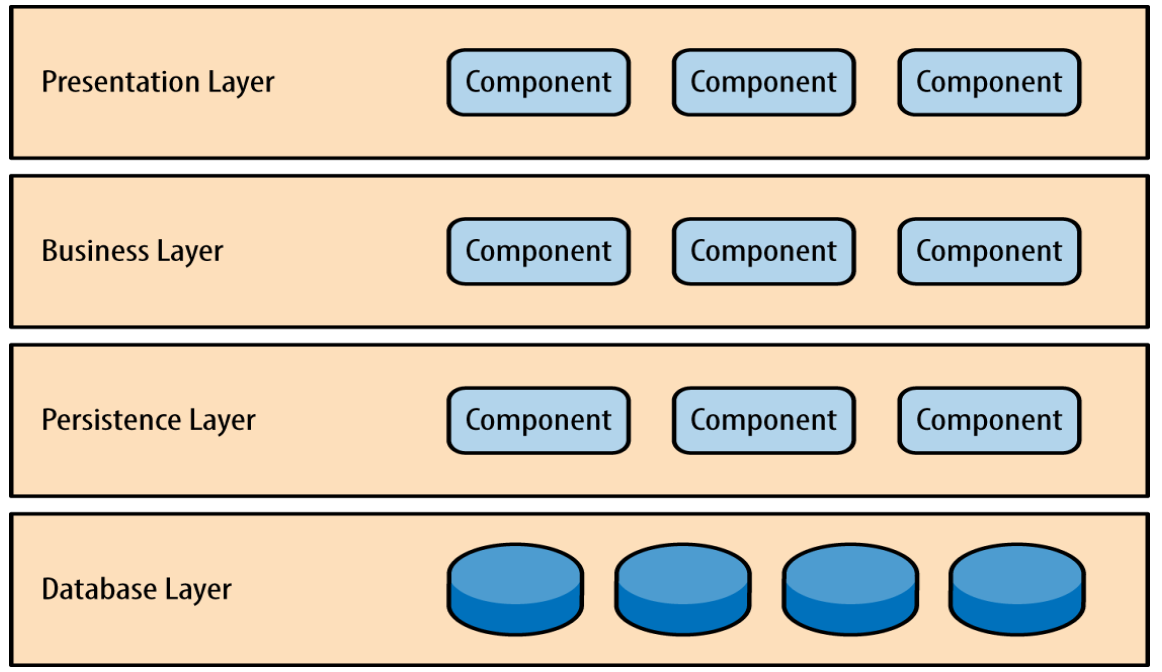 Presentation Layer Component Component Component
Business Layer Component Component Component
Persistence Layer Component Component Component
Database Layer